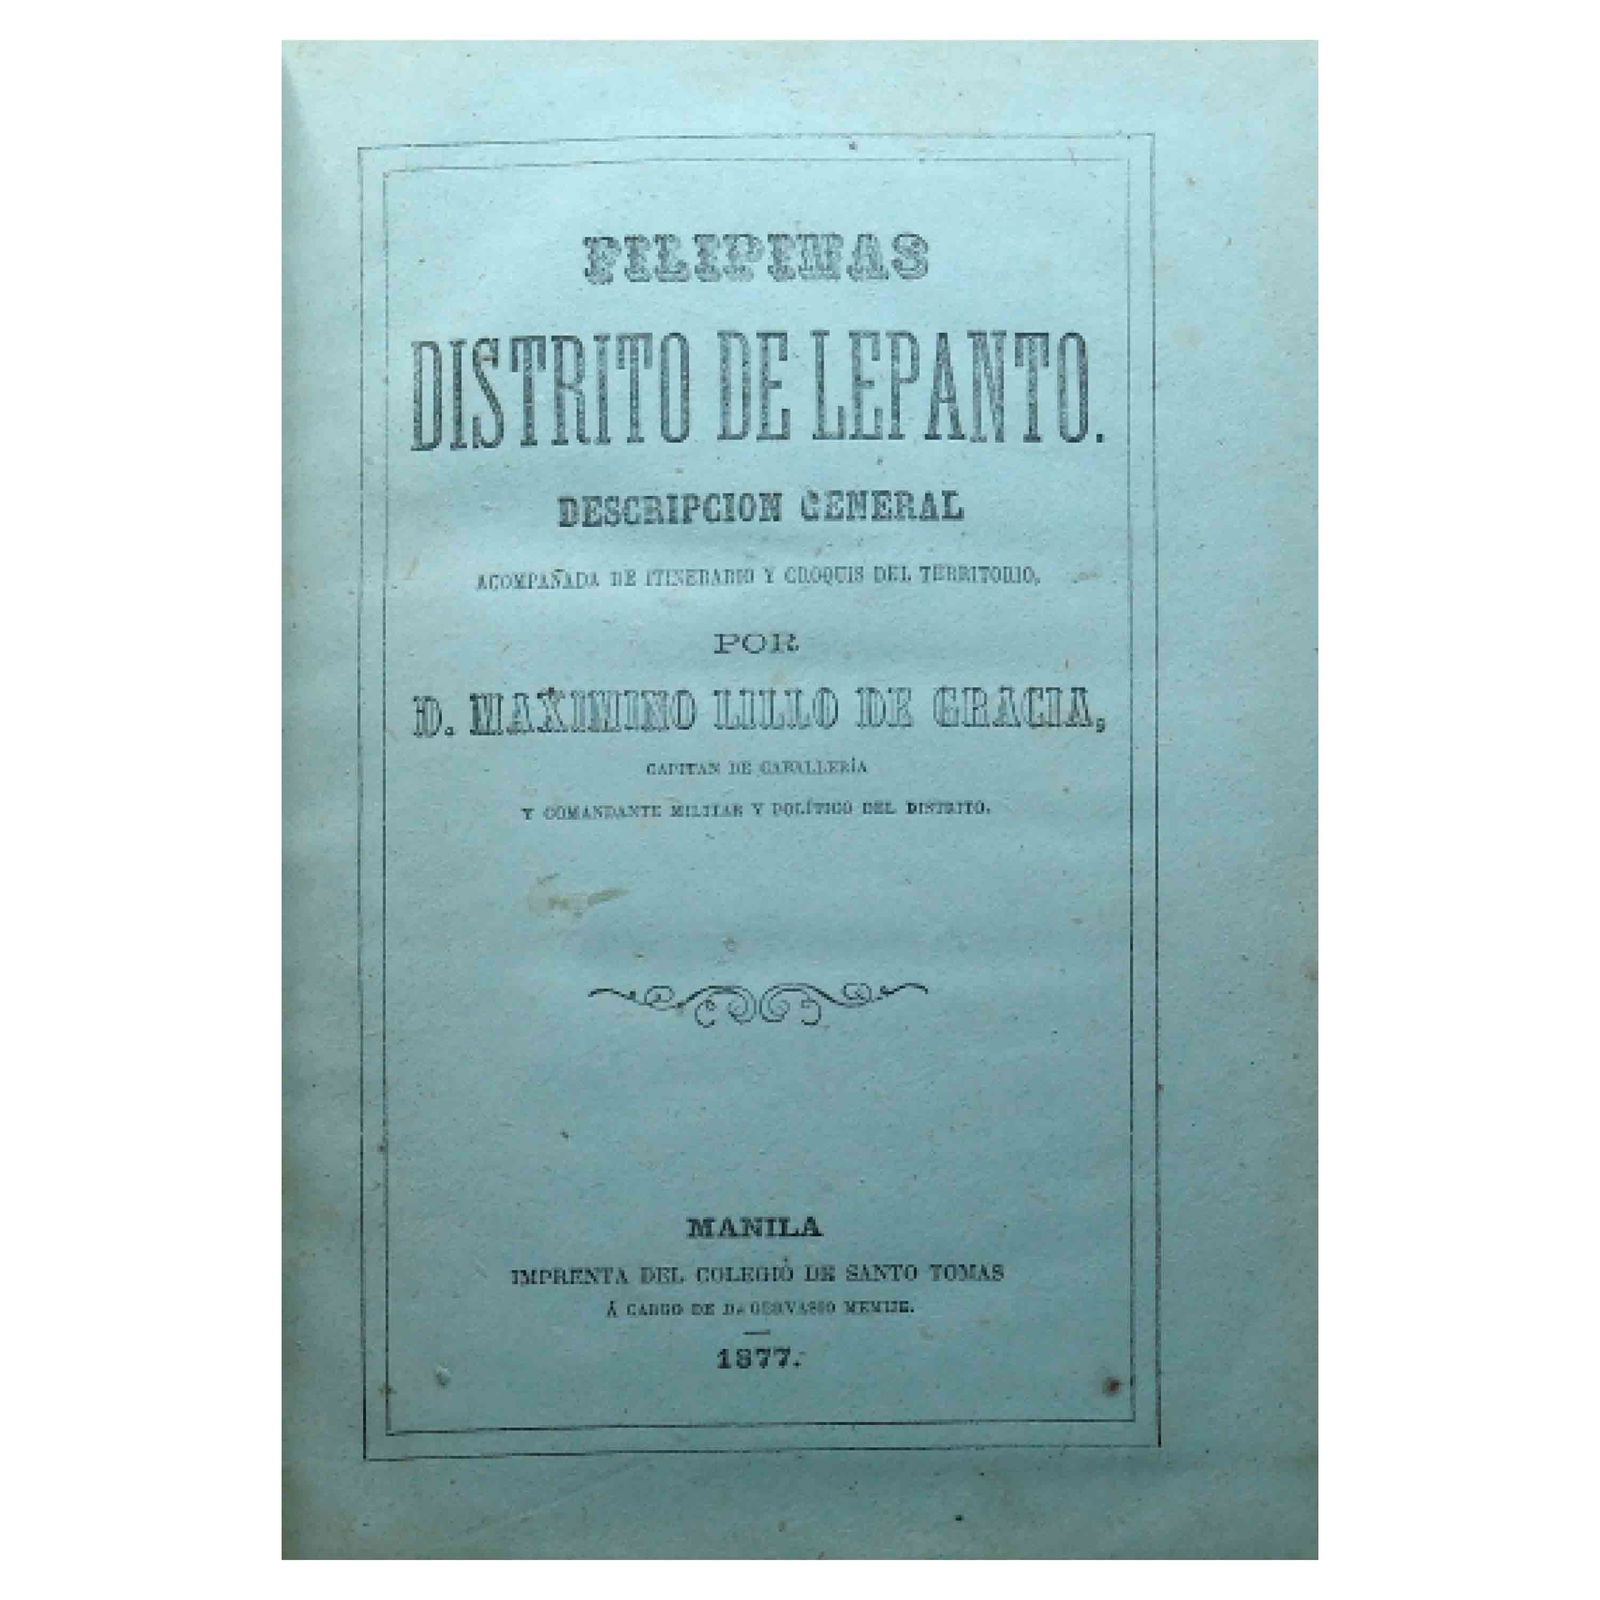 FILIPINAS
DISTRITO DE LEPANTO.
DESCRIPCION GENERAL
ACOMPAÑADA DE ITINERARIO Y CROQUIS DEL TERRITORIO,
POR
D. MAXIMINO LILLO DE GRACIA,
CAPITAN DE CABALLERÍA
Y COMANDANTE MILITAR Y POLÍTICO DEL DISTRITO.
MANILA
IMPRENTA DEL COLEGIO DE SANTO TOMAS
Á CARGO DE D. GERVASIO MEMIJE.
1877.